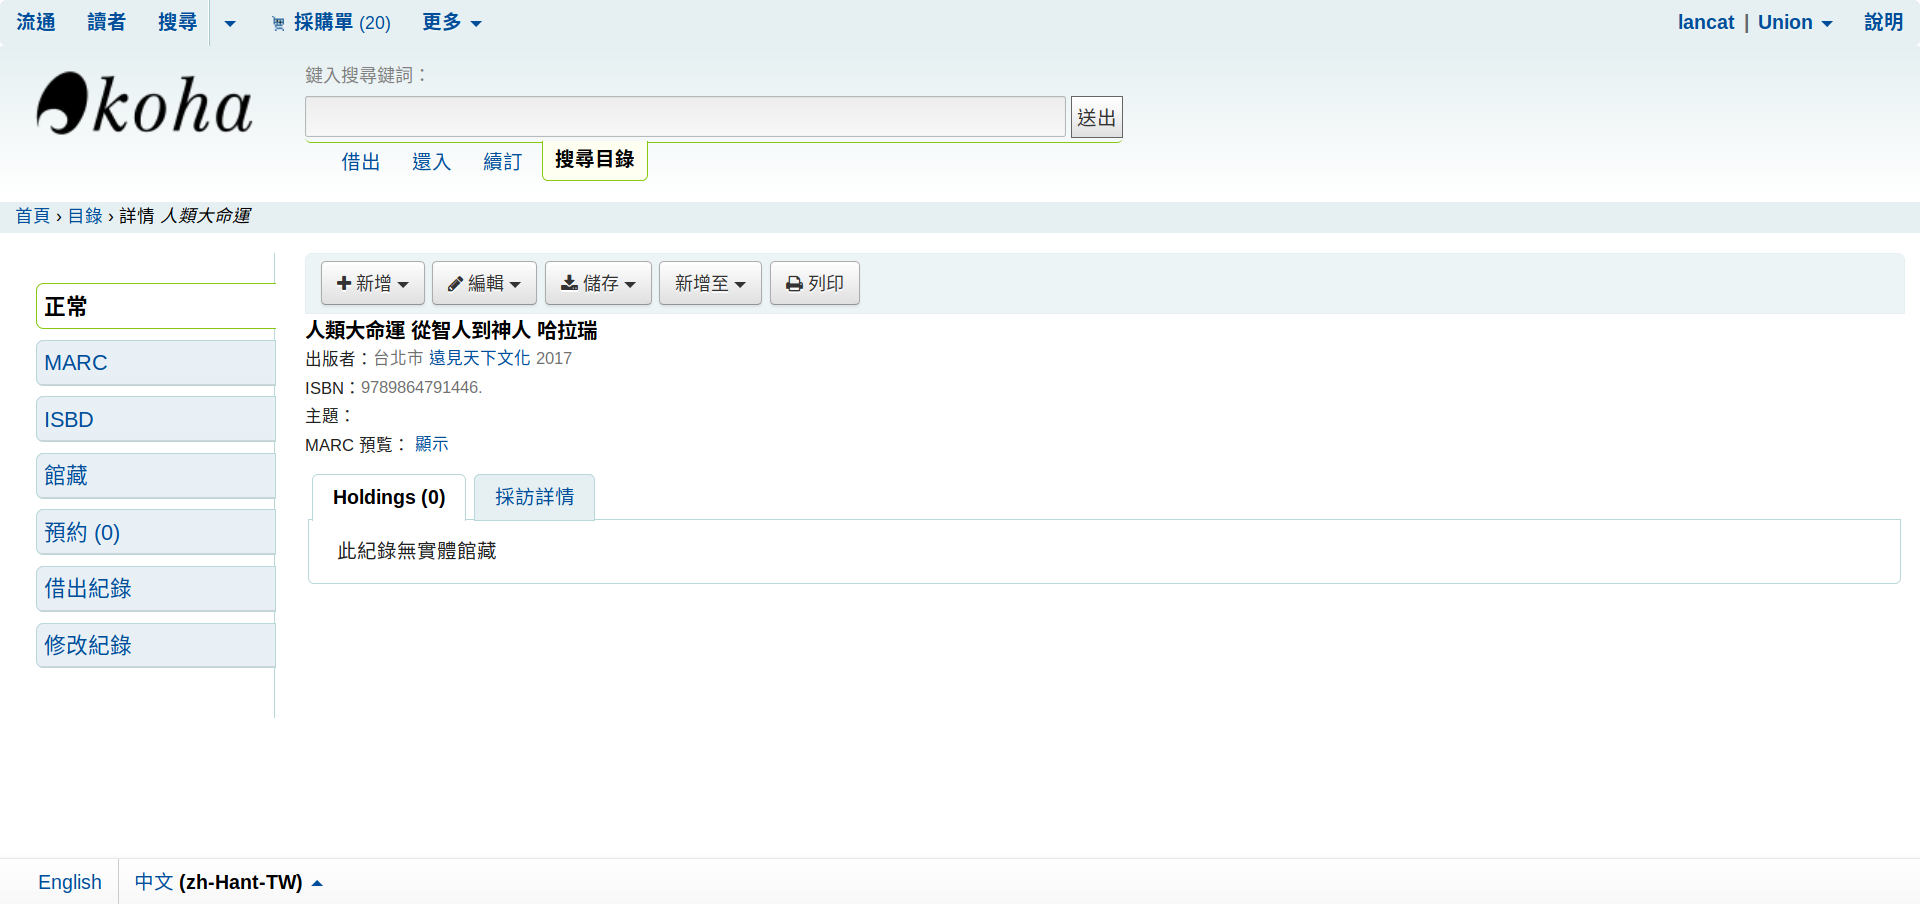 流通 讀者 搜尋 採購單 (20) 更多 lancat | Union 說明
koha
鍵入搜尋鍵詞：
送出
借出 還入 續訂 搜尋目錄
首頁 › 目錄 › 詳情 人類大命運
新增 編輯 儲存 新增至 列印
正常
MARC
ISBD
館藏
預約 (0)
借出紀錄
修改紀錄
人類大命運 從智人到神人 哈拉瑞
出版者：台北市 遠見天下文化 2017
ISBN：9789864791446.
主題：
MARC 預覧： 顯示
Holdings (0) 採訪詳情
此紀錄無實體館藏
English 中文 (zh-Hant-TW)